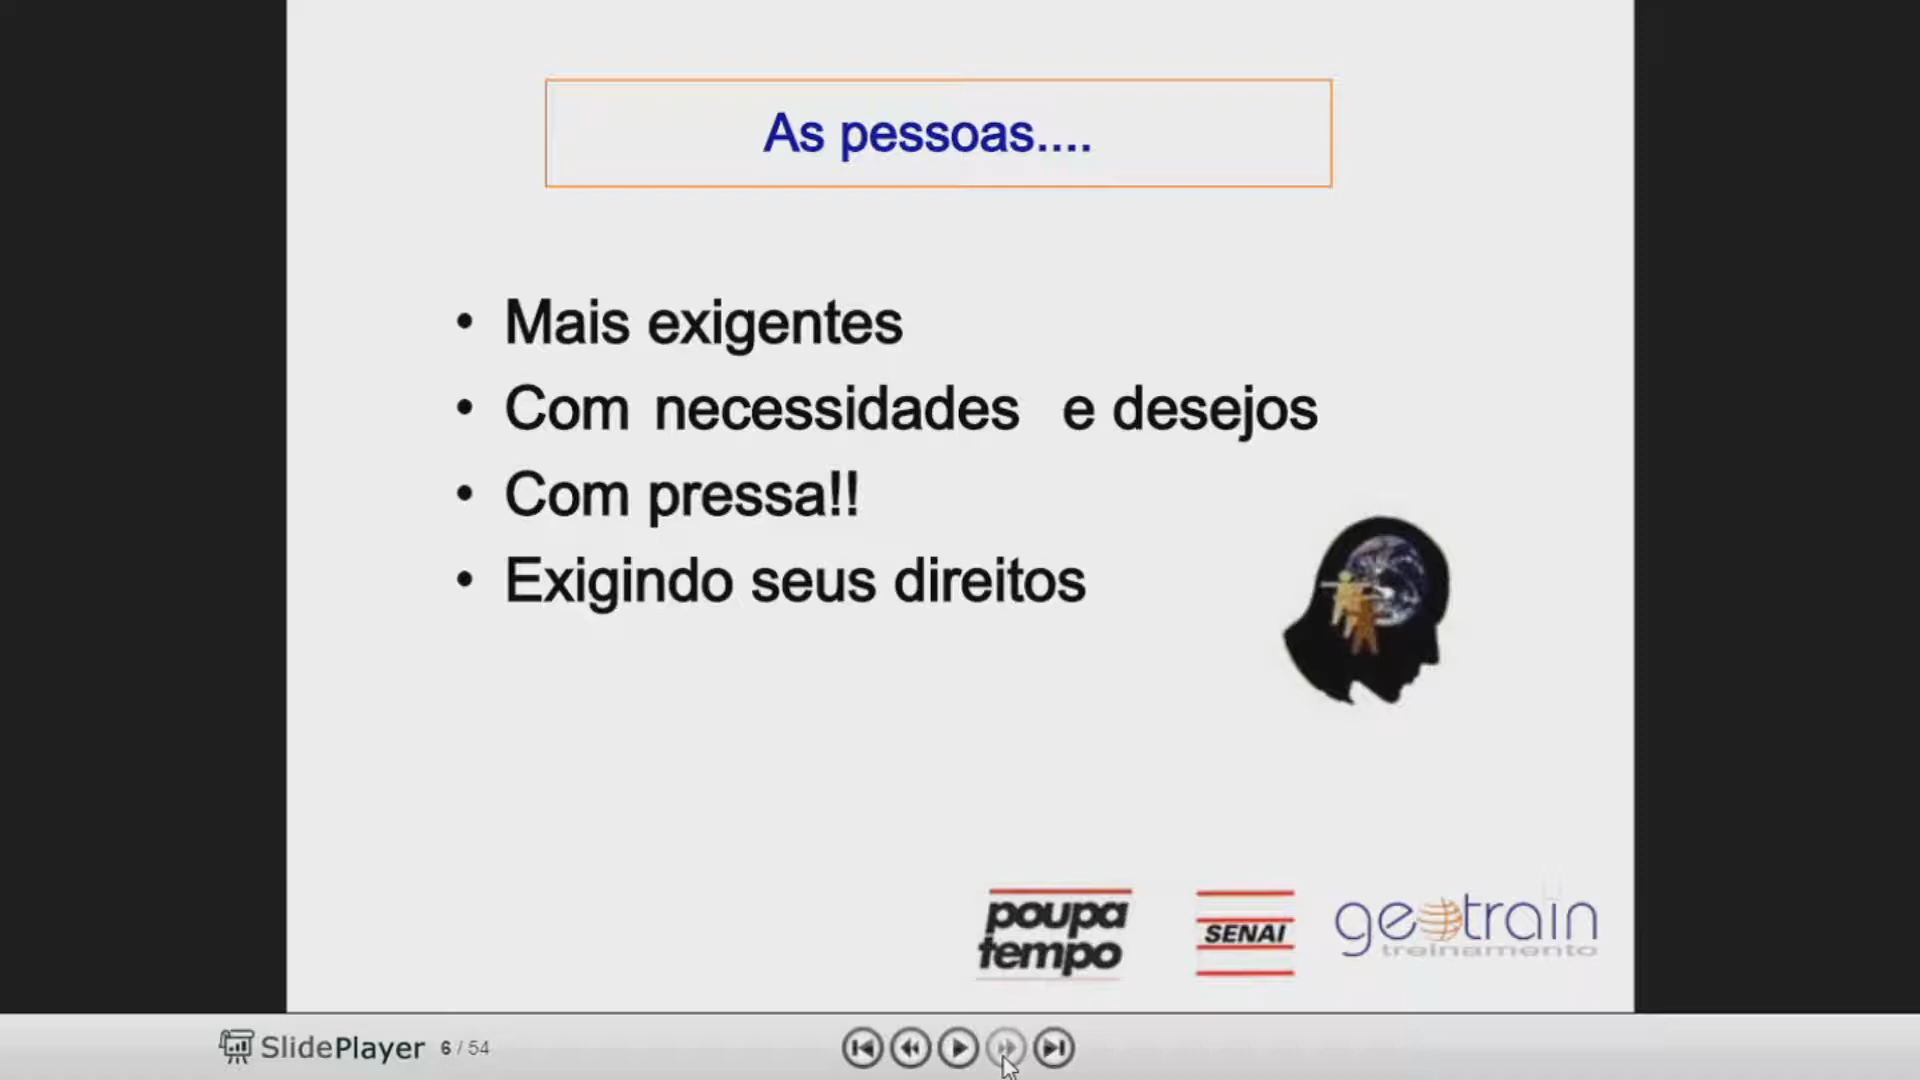 As pessoas....
• Mais exigentes
• Com necessidades e desejos
• Com pressa!!
• Exigindo seus direitos
poupa
tempo
SENAI
geotrain
treinamento
SlidePlayer 6 / 54